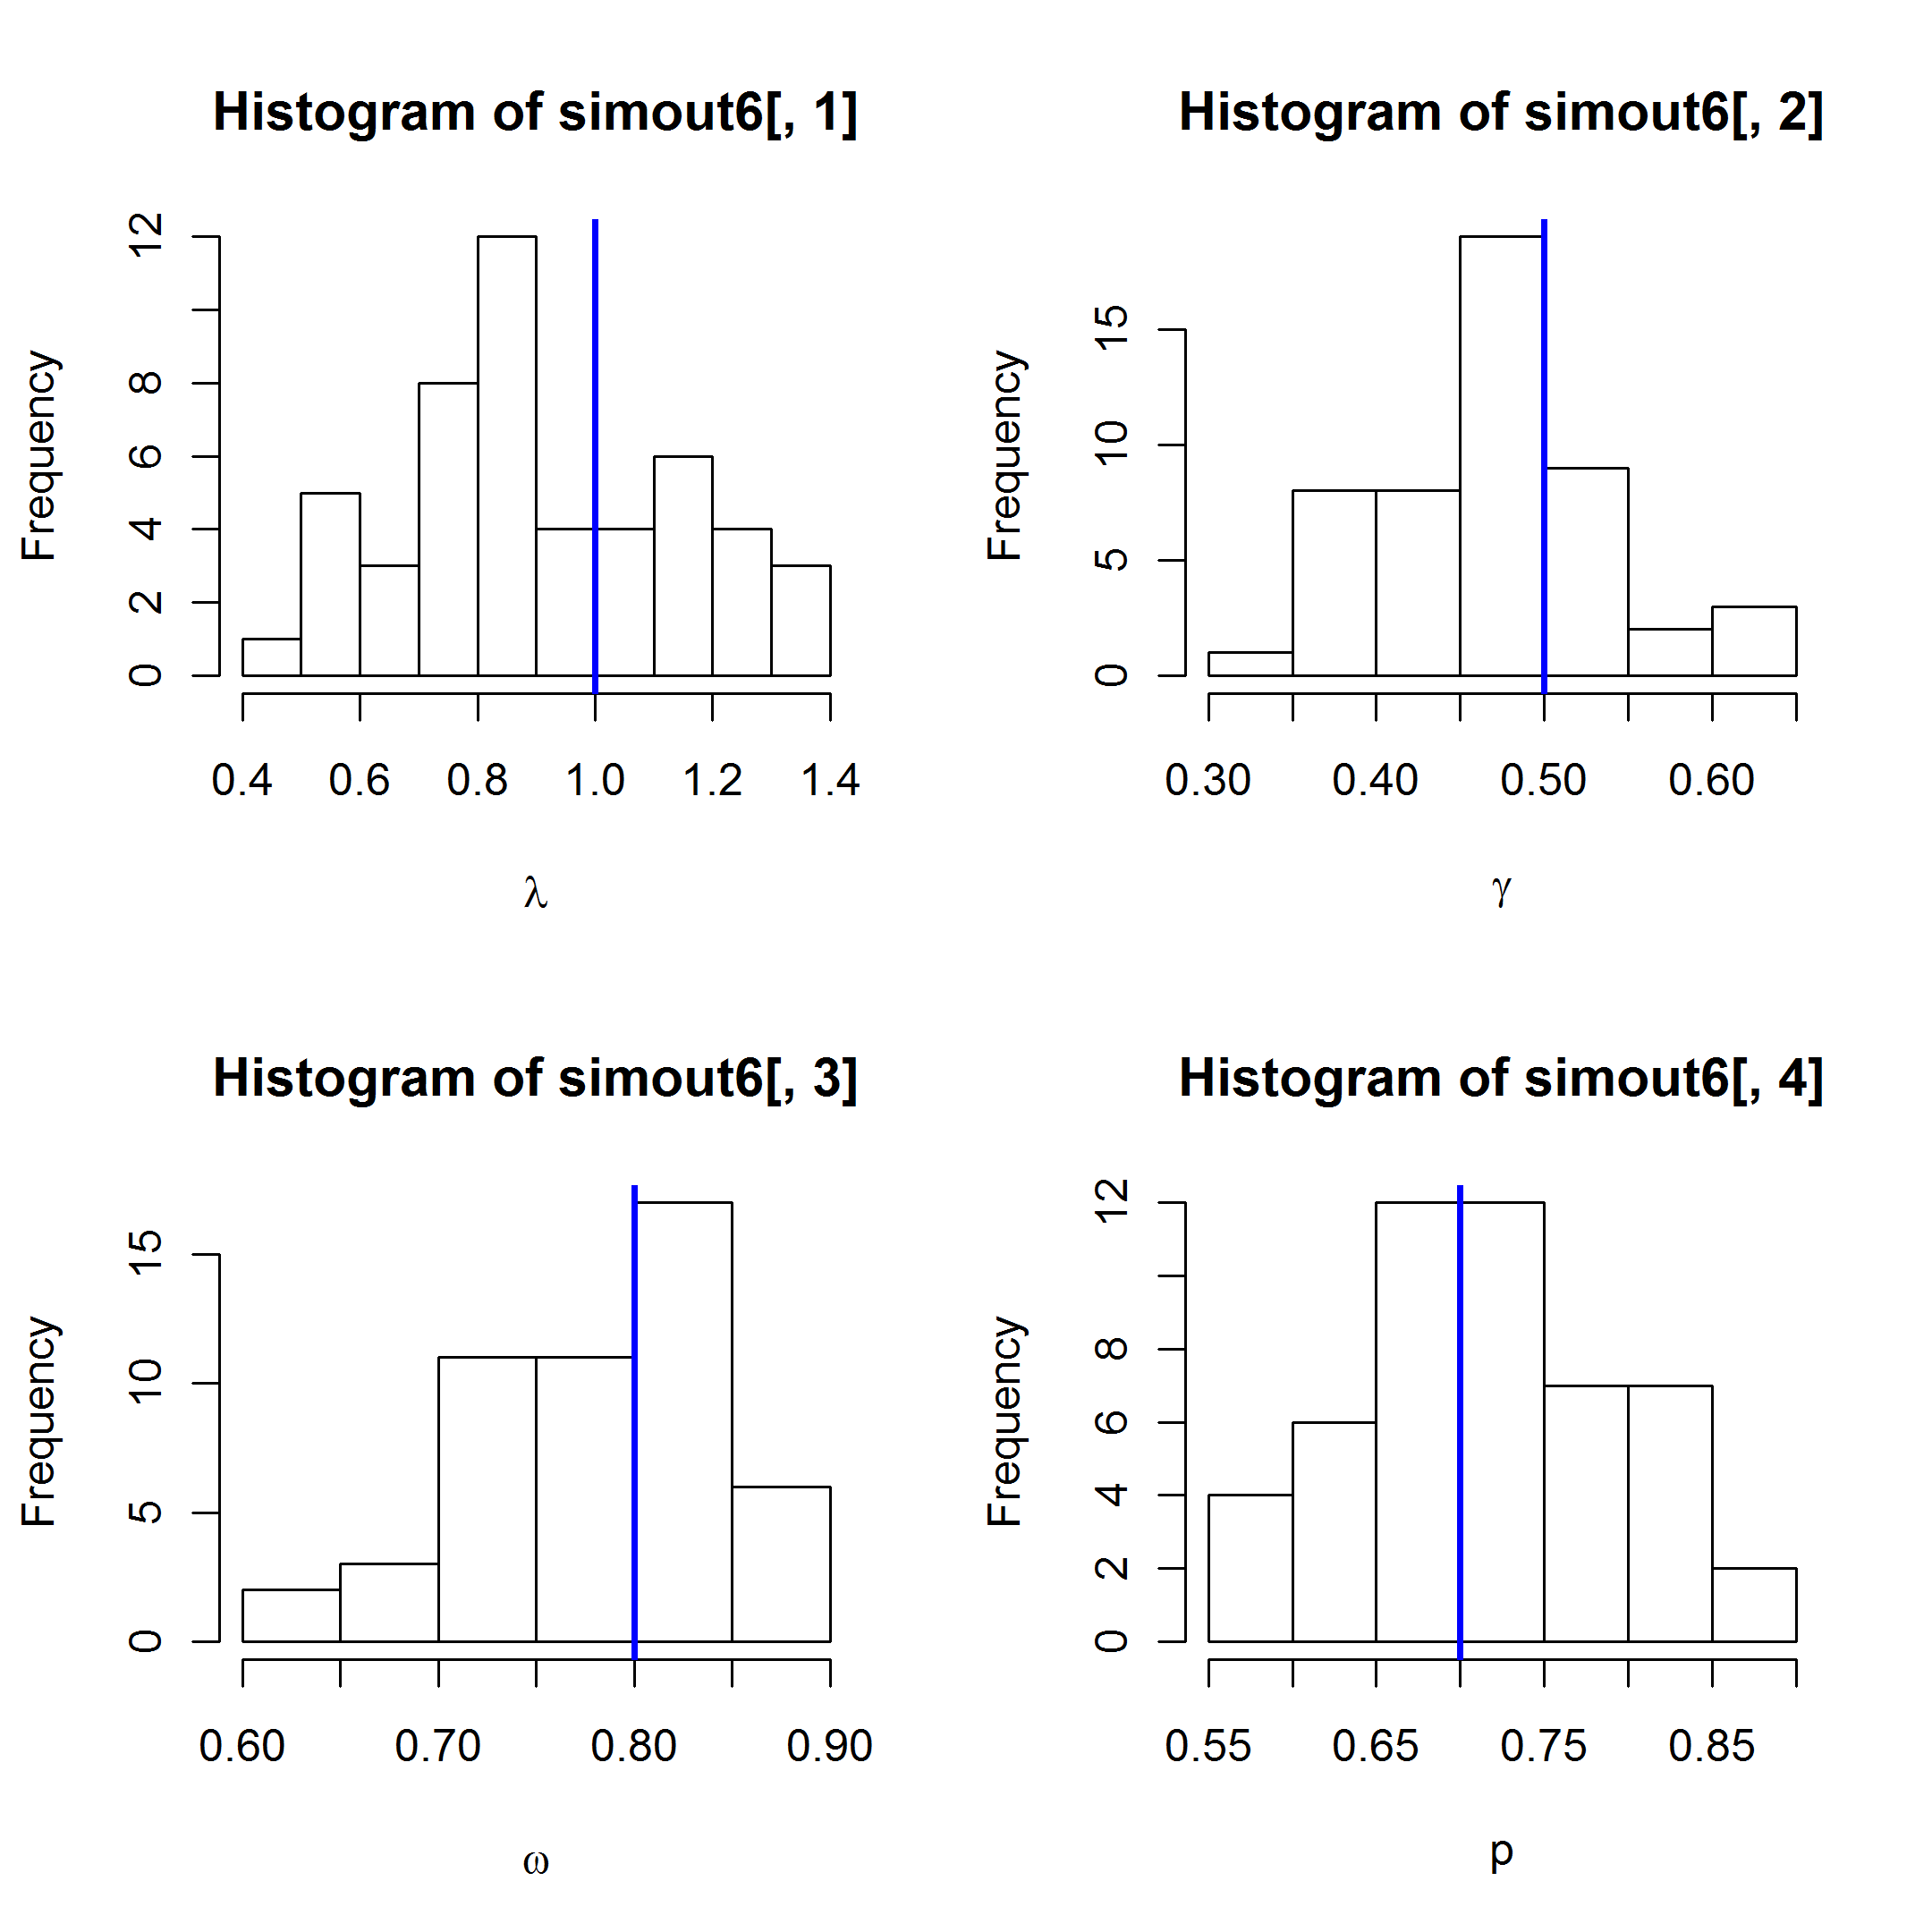 Histogram of simout6[, 1]
Frequency
0 2 4 6 8 12
0.4 0.6 0.8 1.0 1.2 1.4
λ
Histogram of simout6[, 2]
Frequency
0 5 10 15
0.30 0.40 0.50 0.60
γ
Histogram of simout6[, 3]
Frequency
0 5 10 15
0.60 0.70 0.80 0.90
ω
Histogram of simout6[, 4]
Frequency
0 2 4 6 8 12
0.55 0.65 0.75 0.85
p